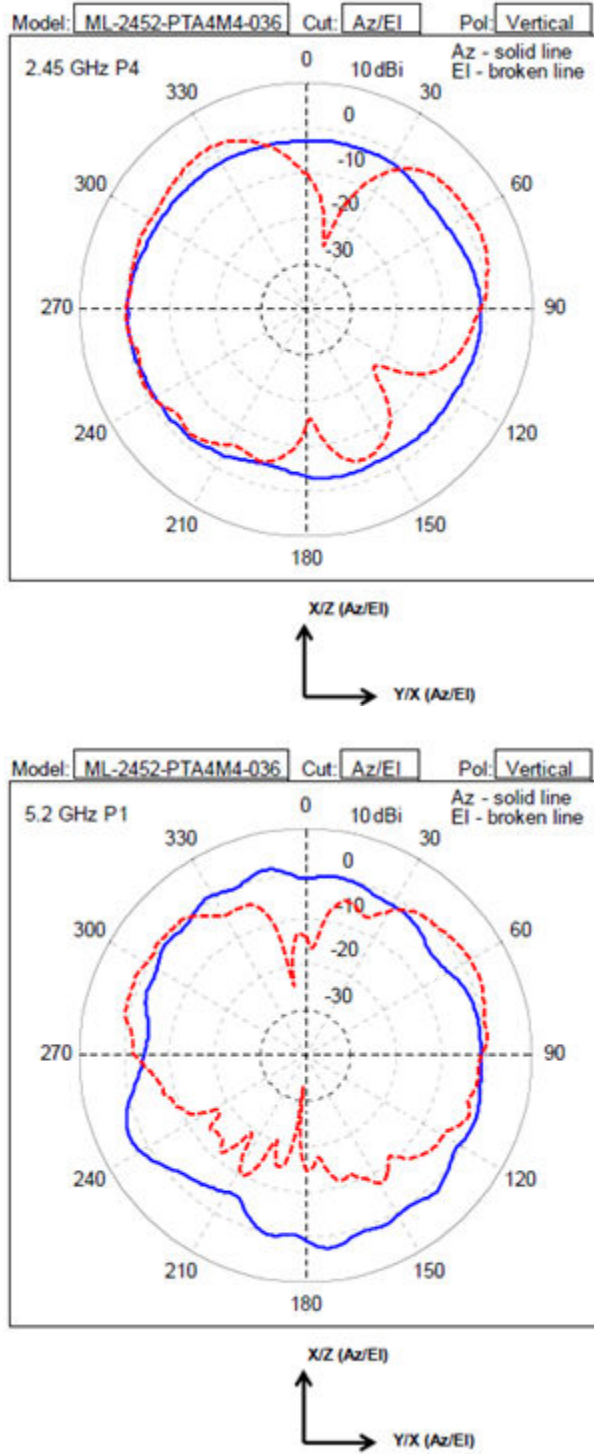 Model: ML-2452-PTA4M4-036 Cut: Az/El Pol: Vertical
2.45 GHz P4 0 10 dBi Az - solid line
El - broken line
330 30
0
-10
300 60
-20
-30
270 90
240 120
210 150
180
X/Z (Az/El)
Y/X (Az/El)
Model: ML-2452-PTA4M4-036 Cut: Az/El Pol: Vertical
5.2 GHz P1 0 10 dBi Az - solid line
El - broken line
330 30
0
-10
300 60
-20
-30
270 90
240 120
210 150
180
X/Z (Az/El)
Y/X (Az/El)